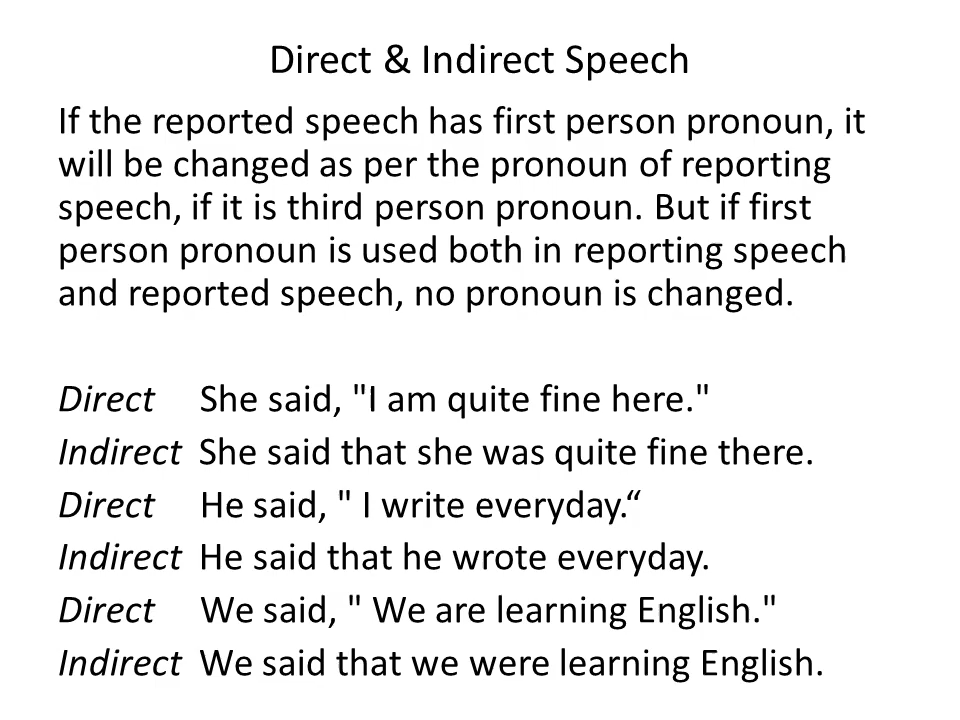 Direct & Indirect Speech
If the reported speech has first person pronoun, it
will be changed as per the pronoun of reporting
speech, if it is third person pronoun. But if first
person pronoun is used both in reporting speech
and reported speech, no pronoun is changed.
Direct She said, "I am quite fine here."
Indirect She said that she was quite fine there.
Direct He said, " I write everyday.“
Indirect He said that he wrote everyday.
Direct We said, " We are learning English."
Indirect We said that we were learning English.